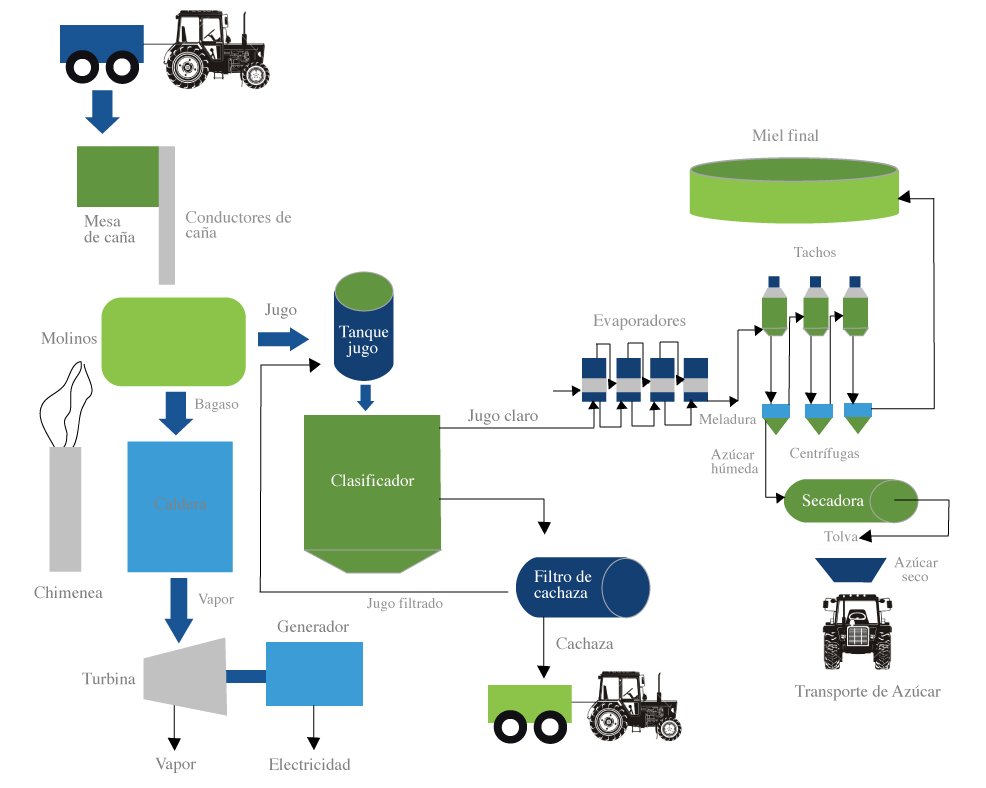 Miel final
Mesa
de caña
Conductores de
caña
Tachos
Jugo
Evaporadores
Tanque
jugo
Molinos
Bagaso
Jugo claro
Meladura
Azúcar
húmeda
Centrífugas
Clasificador
Caldera
Secadora
Tolva
Azúcar
seco
Filtro de
cachaza
Chimenea
Vapor
Jugo filtrado
Generador
Cachaza
Turbina
Transporte de Azúcar
Vapor
Electricidad